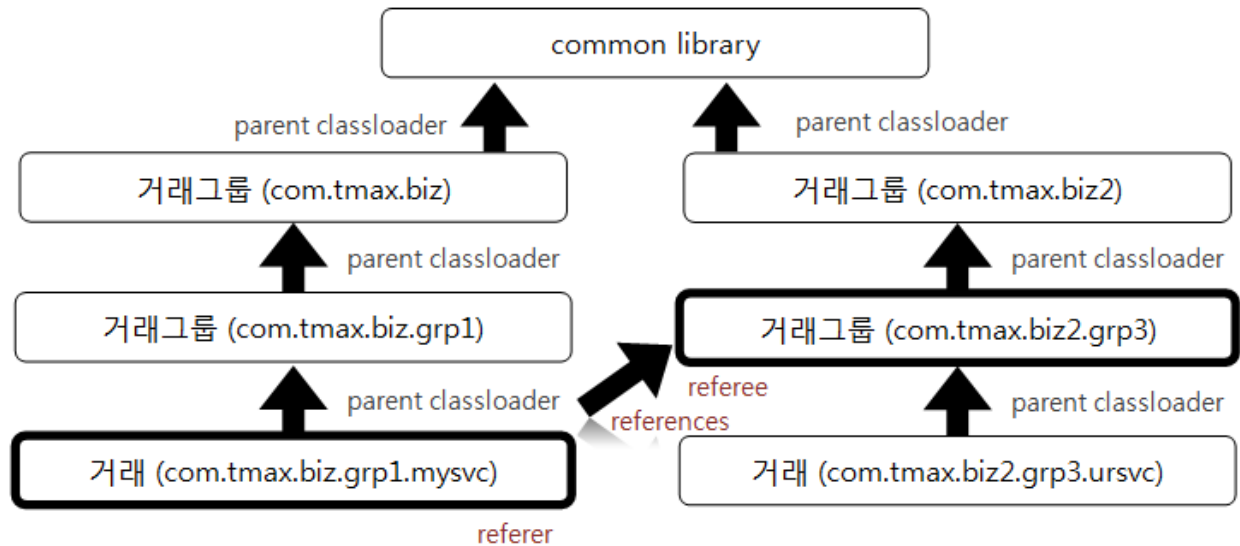 common library
parent classloader
parent classloader
거래그룹 (com.tmax.biz)
거래그룹 (com.tmax.biz2)
parent classloader
parent classloader
거래그룹 (com.tmax.biz.grp1)
거래그룹 (com.tmax.biz2.grp3)
referee
parent classloader
parent classloader
references
거래 (com.tmax.biz.grp1.mysvc)
거래 (com.tmax.biz2.grp3.ursvc)
referer